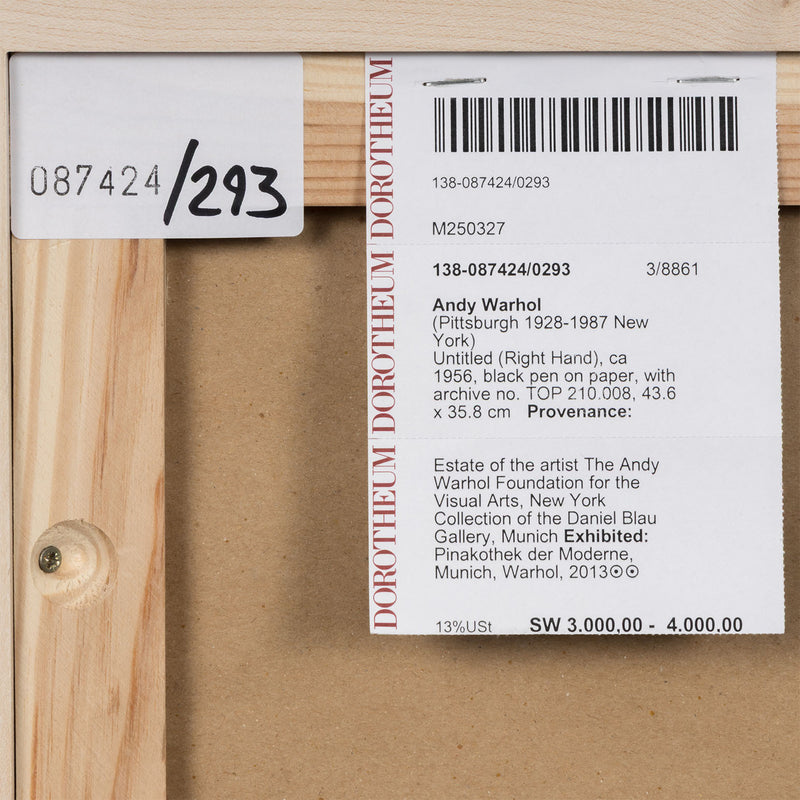 087424/293
DOROTHEUM DOROTHEUM DOROTHEUM
138-087424/0293
M250327
138-087424/0293 3/8861
Andy Warhol
(Pittsburgh 1928-1987 New
York)
Untitled (Right Hand), ca
1956, black pen on paper, with
archive no. TOP 210.008, 43.6
x 35.8 cm Provenance:
Estate of the artist The Andy
Warhol Foundation for the
Visual Arts, New York
Collection of the Daniel Blau
Gallery, Munich Exhibited:
Pinakothek der Moderne,
Munich, Warhol, 2013⊙⊙
13%USt SW 3.000,00 - 4.000,00